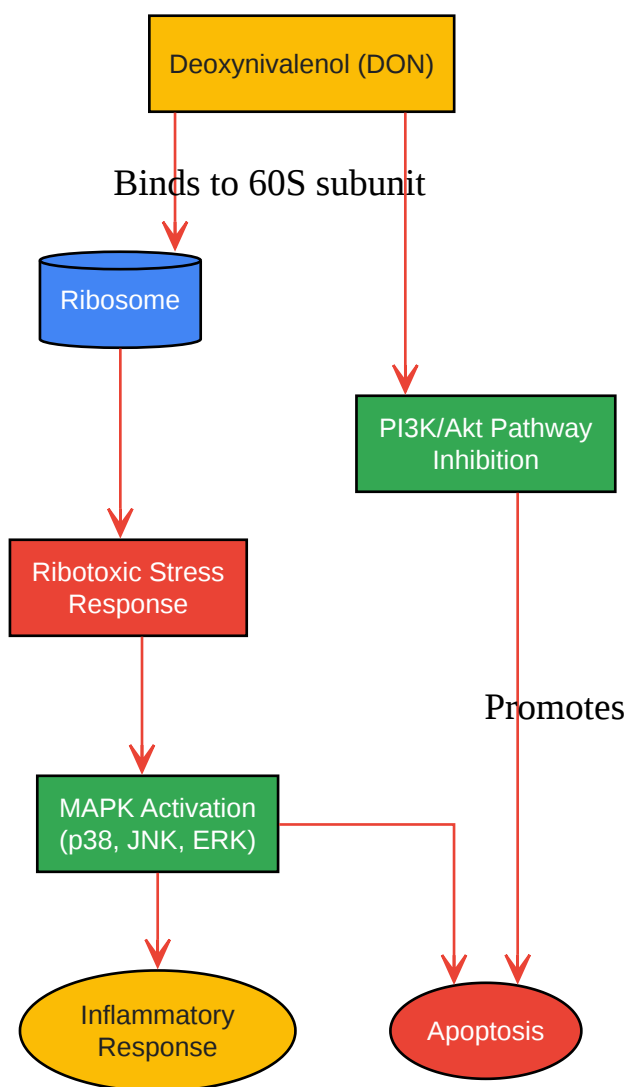 Deoxynivalenol (DON)
Binds to 60S subunit
Ribosome
PI3K/Akt Pathway
Inhibition
Ribotoxic Stress
Response
Promotes
MAPK Activation
(p38, JNK, ERK)
Inflammatory
Response
Apoptosis